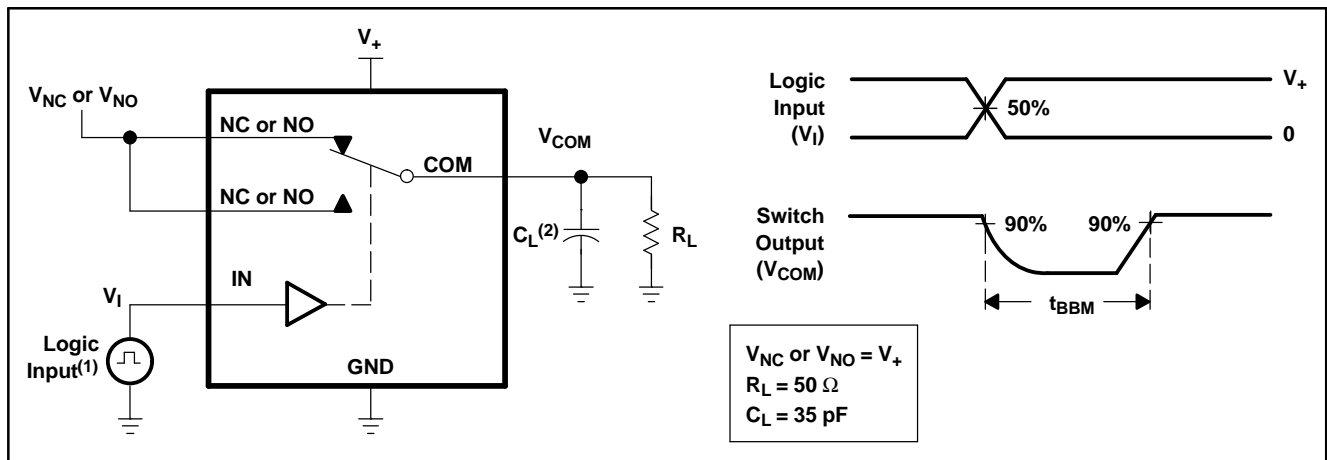 V+
VNC or VNO
NC or NO
VCOM
COM
NC or NO
CL(2)
RL
IN
VI
Logic
Input(1)
GND
Logic
Input
(VI)
V+
50%
0
Switch
Output
(VCOM)
90%
90%
tBBM
VNC or VNO = V+
RL = 50 Ω
CL = 35 pF